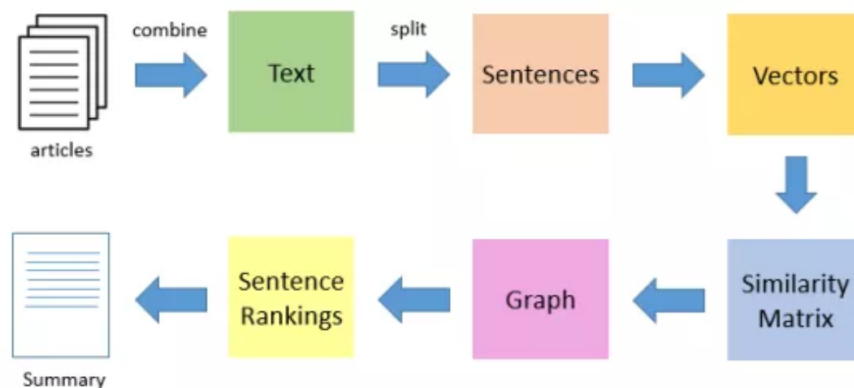 combine
split
Text
Sentences
Vectors
articles
Similarity
Matrix
Graph
Sentence
Rankings
Summary